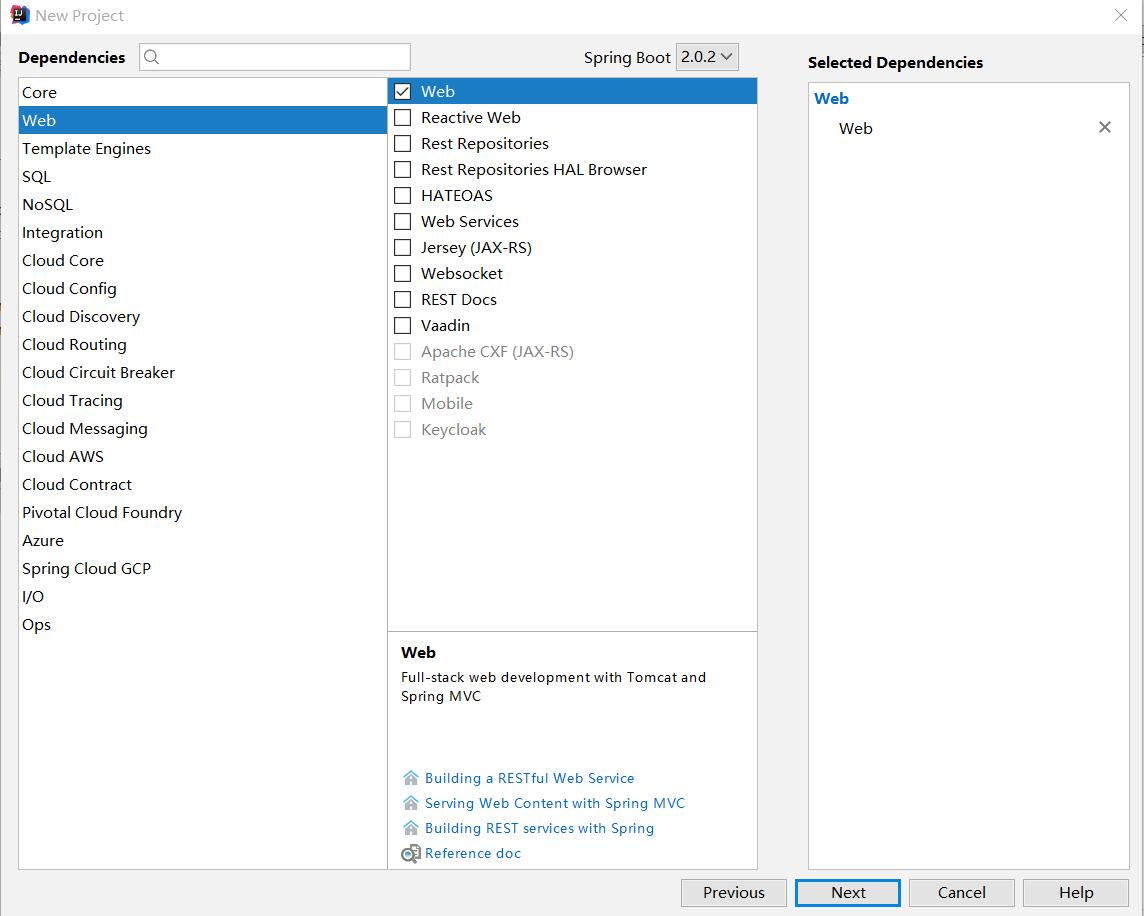 New Project
Dependencies
Spring Boot 2.0.2
Selected Dependencies
Core
Web
Template Engines
SQL
NoSQL
Integration
Cloud Core
Cloud Config
Cloud Discovery
Cloud Routing
Cloud Circuit Breaker
Cloud Tracing
Cloud Messaging
Cloud AWS
Cloud Contract
Pivotal Cloud Foundry
Azure
Spring Cloud GCP
I/O
Ops
Web
Reactive Web
Rest Repositories
Rest Repositories HAL Browser
HATEOAS
Web Services
Jersey (JAX-RS)
Websocket
REST Docs
Vaadin
Apache CXF (JAX-RS)
Ratpack
Mobile
Keycloak
Web
Full-stack web development with Tomcat and
Spring MVC
Building a RESTful Web Service
Serving Web Content with Spring MVC
Building REST services with Spring
Reference doc
Web
Web
Previous
Next
Cancel
Help